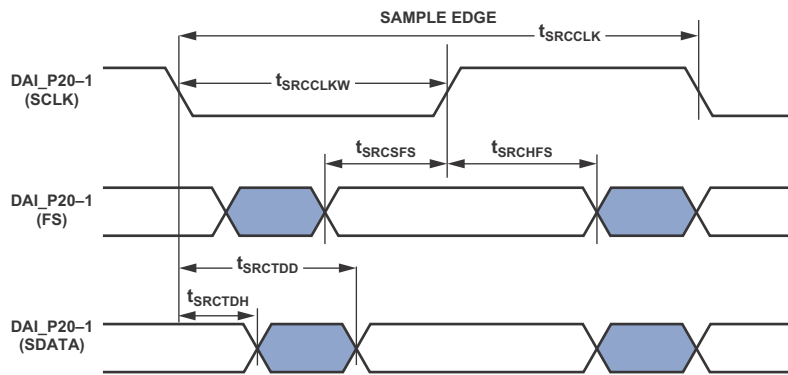 SAMPLE EDGE
tSRCCLK
DAI_P20–1
(SCLK)
tSRCCLKW
tSRCSFS
tSRCHFS
DAI_P20–1
(FS)
tSRCTDD
tSRCTDH
DAI_P20–1
(SDATA)